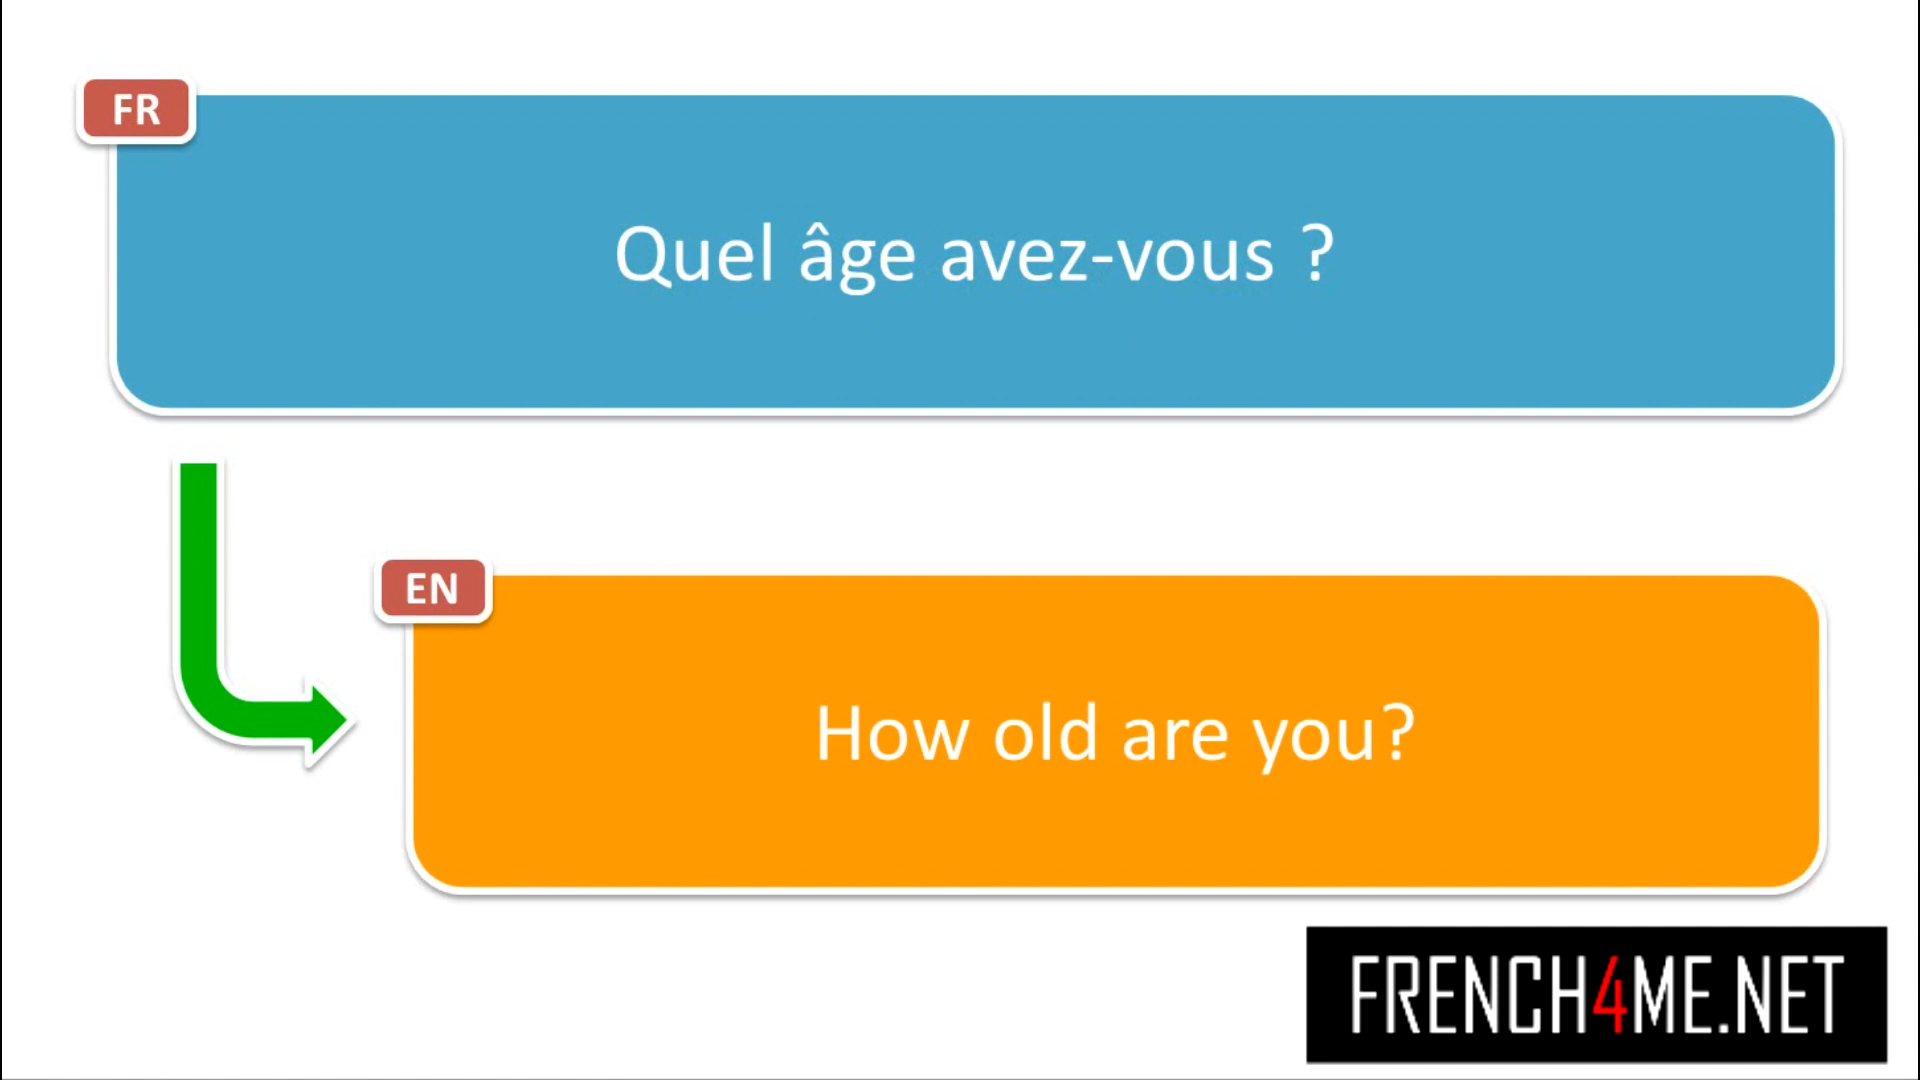 FR
Quel âge avez-vous ?
EN
How old are you?
FRENCH4ME.NET